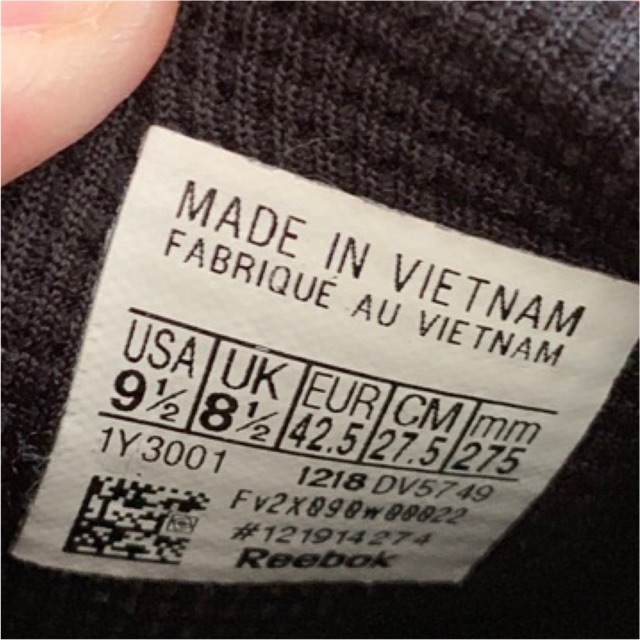 MADE IN VIETNAM
FABRIQUÉ AU VIETNAM
USA UK EUR CM mm
9½ 8½ 42.5 27.5 275
1Y3001 1218 DV5749
Fv2X090w00022
#121914274
Reebok